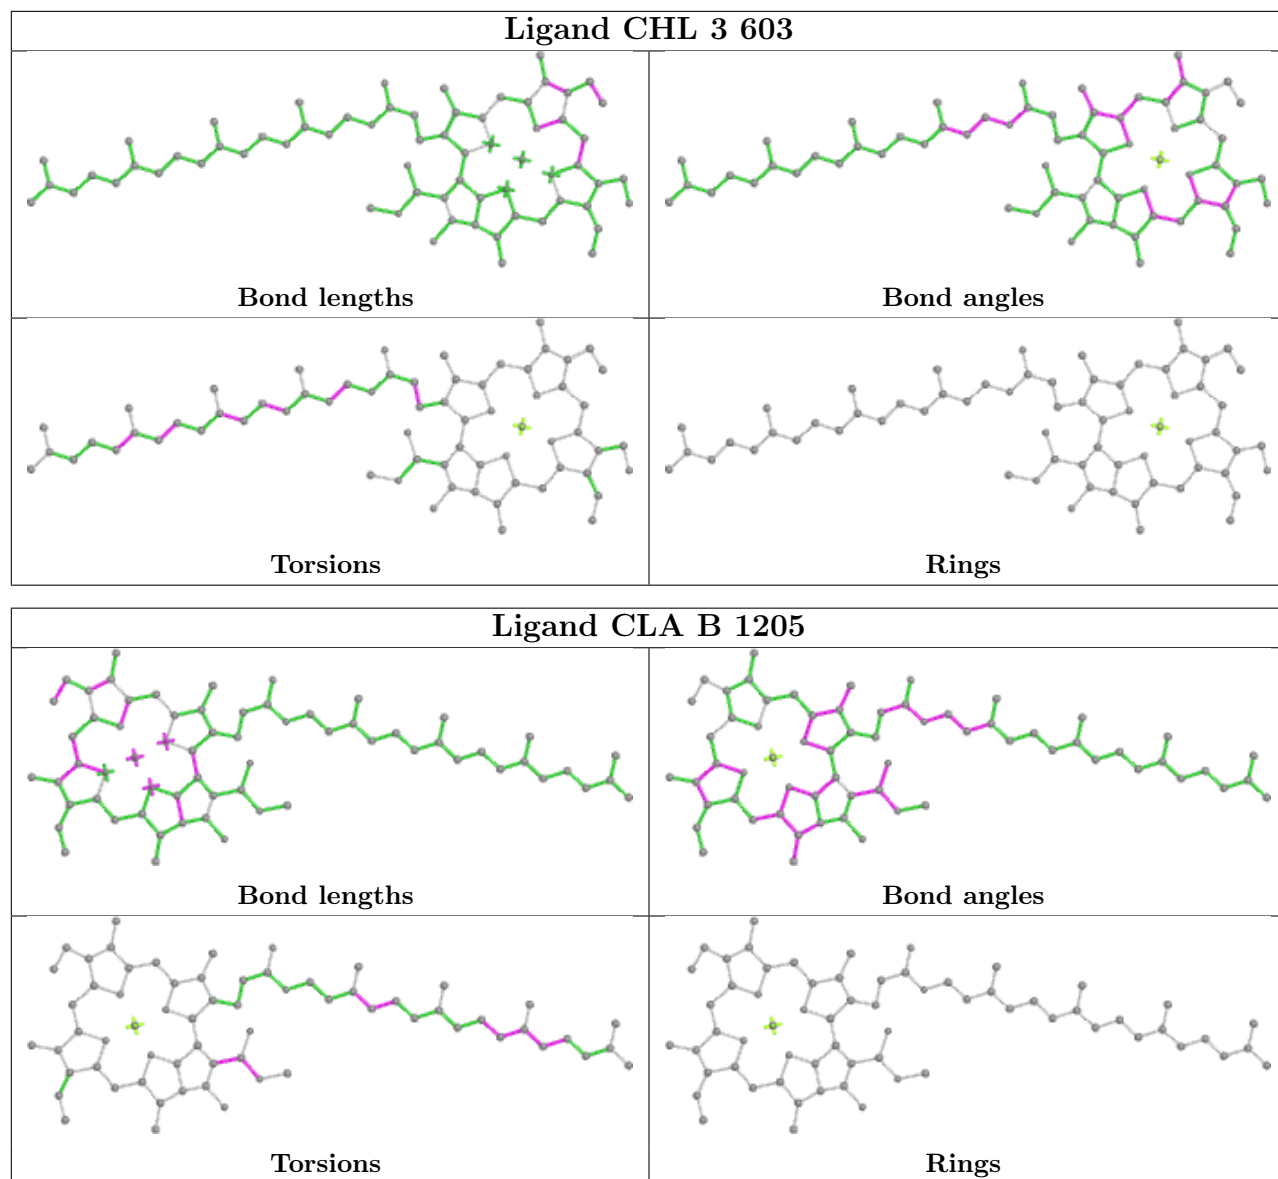 Ligand CHL 3 603
Bond lengths
Bond angles
Torsions
Rings
Ligand CLA B 1205
Bond lengths
Bond angles
Torsions
Rings